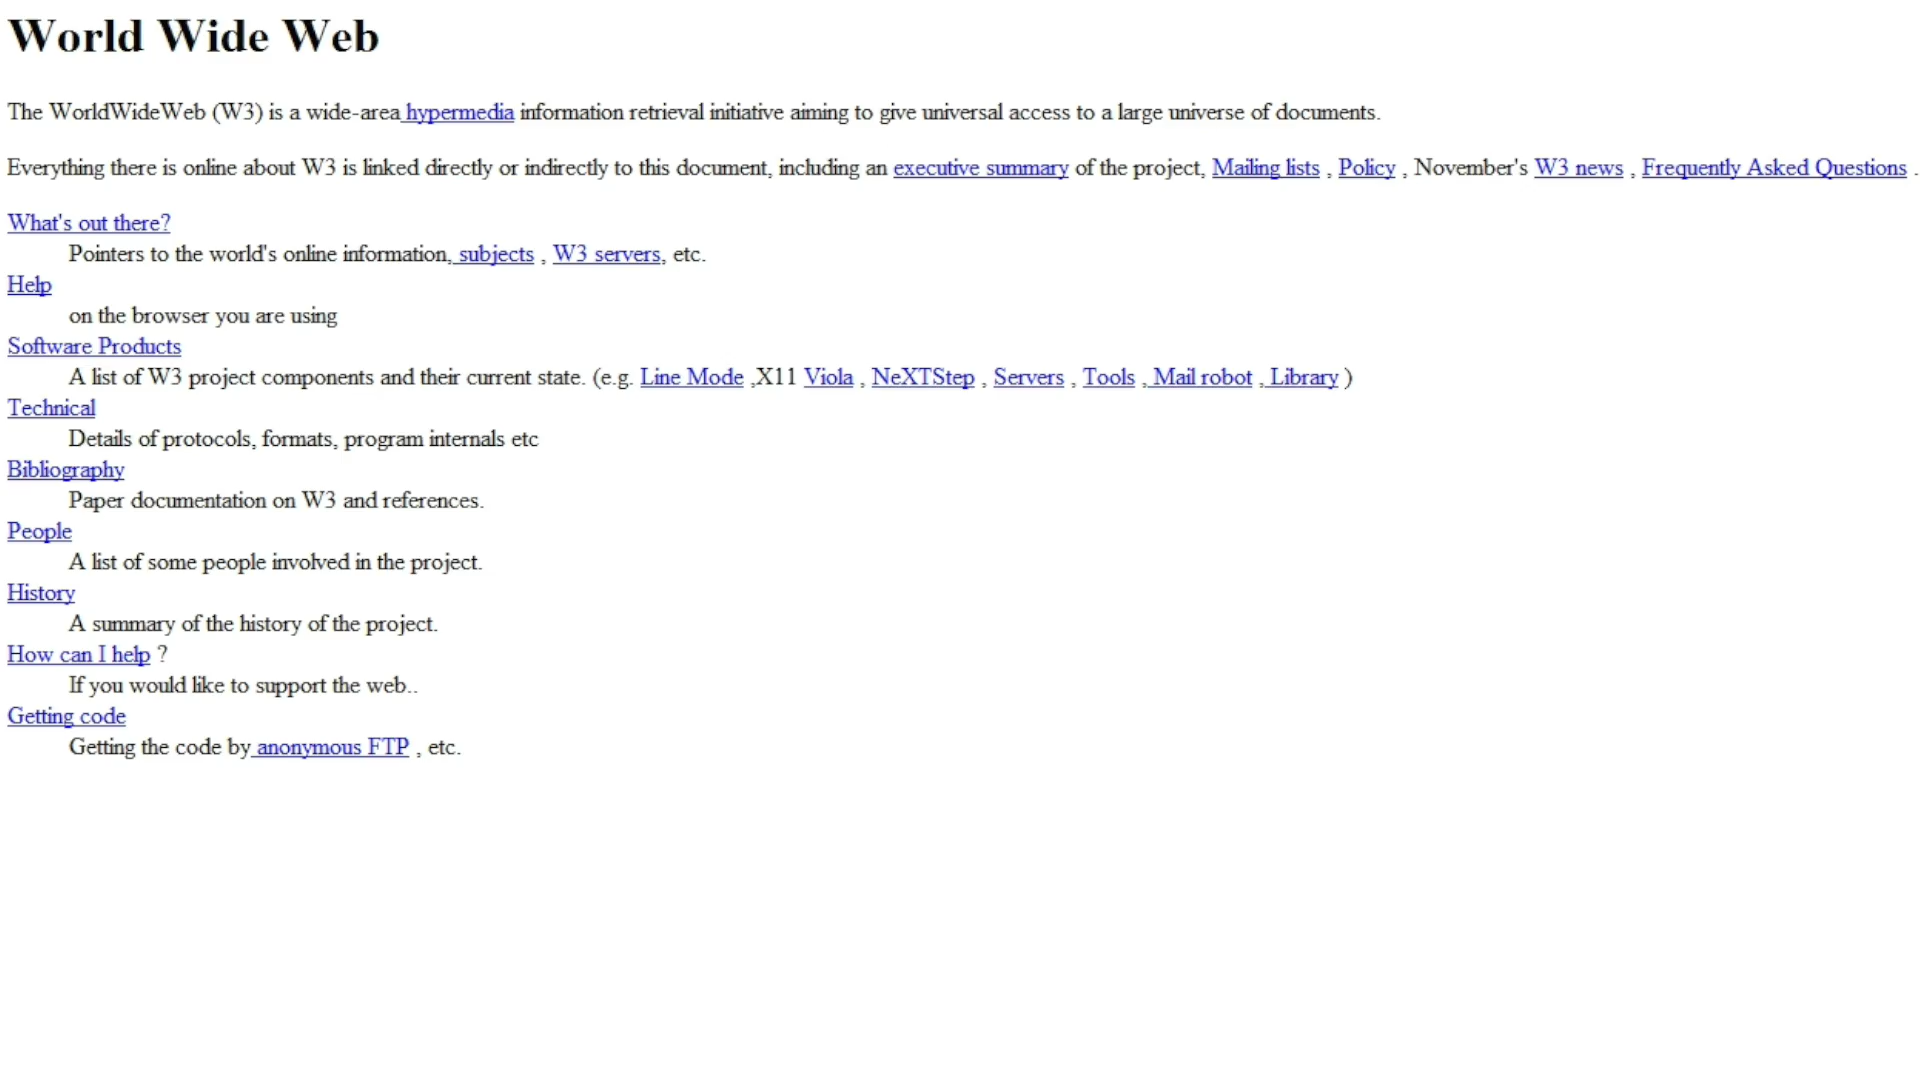 World Wide Web
The WorldWideWeb (W3) is a wide-area hypermedia information retrieval initiative aiming to give universal access to a large universe of documents.
Everything there is online about W3 is linked directly or indirectly to this document, including an executive summary of the project, Mailing lists , Policy , November's W3 news , Frequently Asked Questions .
What's out there?
Pointers to the world's online information, subjects , W3 servers, etc.
Help
on the browser you are using
Software Products
A list of W3 project components and their current state. (e.g. Line Mode ,X11 Viola , NeXTStep , Servers , Tools , Mail robot , Library )
Technical
Details of protocols, formats, program internals etc
Bibliography
Paper documentation on W3 and references.
People
A list of some people involved in the project.
History
A summary of the history of the project.
How can I help ?
If you would like to support the web..
Getting code
Getting the code by anonymous FTP , etc.